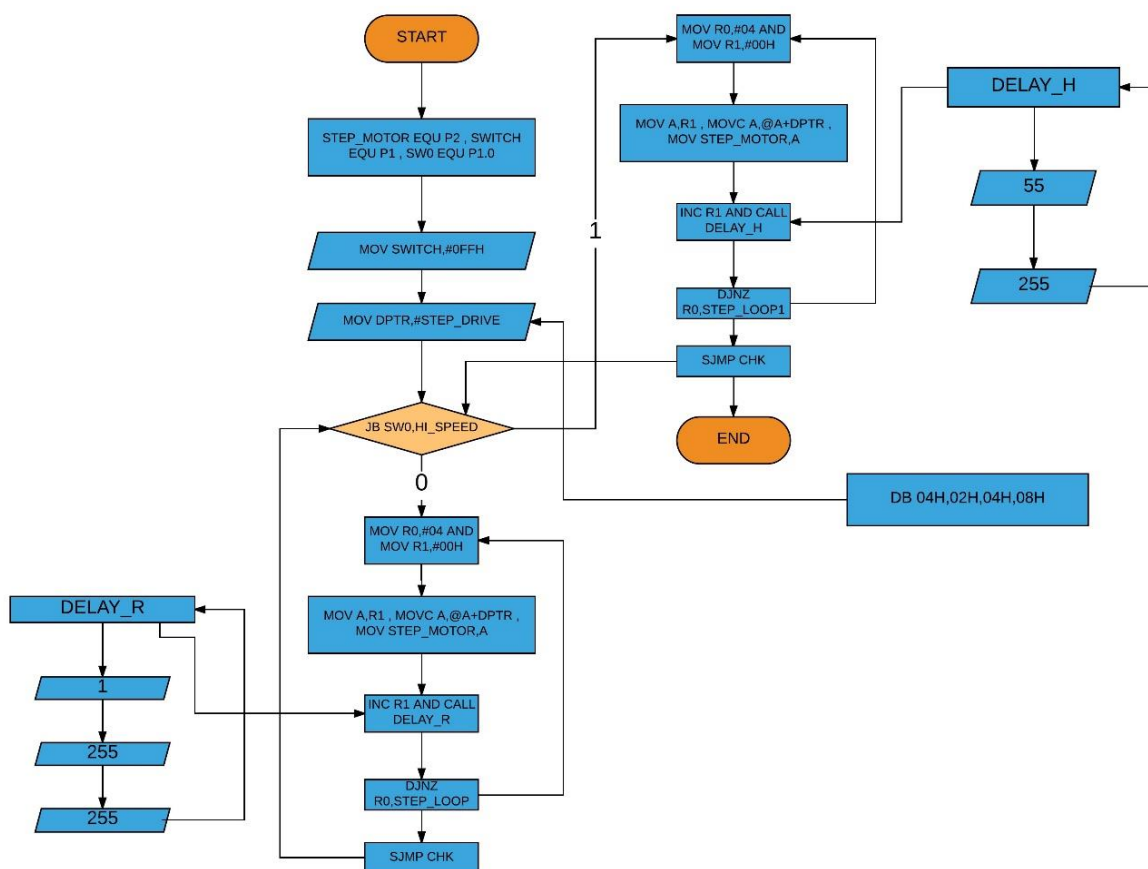 START
STEP_MOTOR EQU P2 , SWITCH
EQU P1 , SW0 EQU P1.0
MOV SWITCH,#0FFH
MOV DPTR,#STEP_DRIVE
JB SW0,HI_SPEED
0
MOV R0,#04 AND
MOV R1,#00H
MOV A,R1 , MOVC A,@A+DPTR ,
MOV STEP_MOTOR,A
INC R1 AND CALL
DELAY_R
DJNZ
R0,STEP_LOOP
SJMP CHK
DELAY_R
1
255
255
1
MOV R0,#04 AND
MOV R1,#00H
MOV A,R1 , MOVC A,@A+DPTR ,
MOV STEP_MOTOR,A
INC R1 AND CALL
DELAY_H
DJNZ
R0,STEP_LOOP1
SJMP CHK
END
DELAY_H
55
255
DB 04H,02H,04H,08H